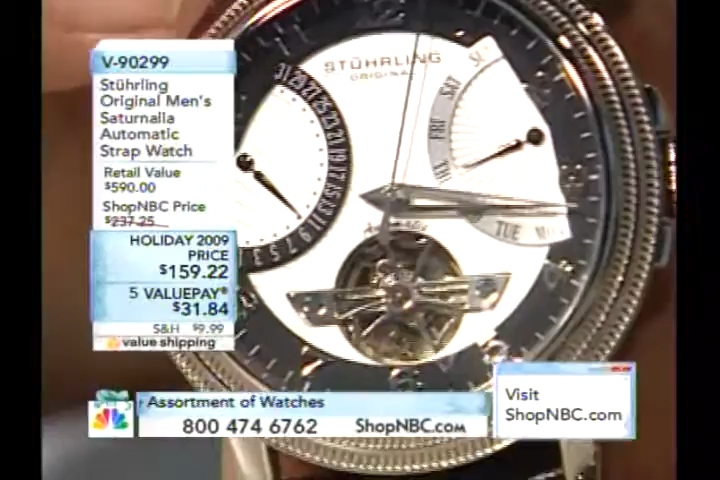 V-90299
Stührling
Original Men's
Saturnalia
Automatic
Strap Watch
Retail Value
$590.00
ShopNBC Price
$237.25
HOLIDAY 2009
PRICE
$159.22
5 VALUEPAY®
$31.84
S&H $9.99
value shipping
STÜHRLING
ORIGINAL
SAT
FRI
TUE
Assortment of Watches
800 474 6762 ShopNBC.com
Visit
ShopNBC.com